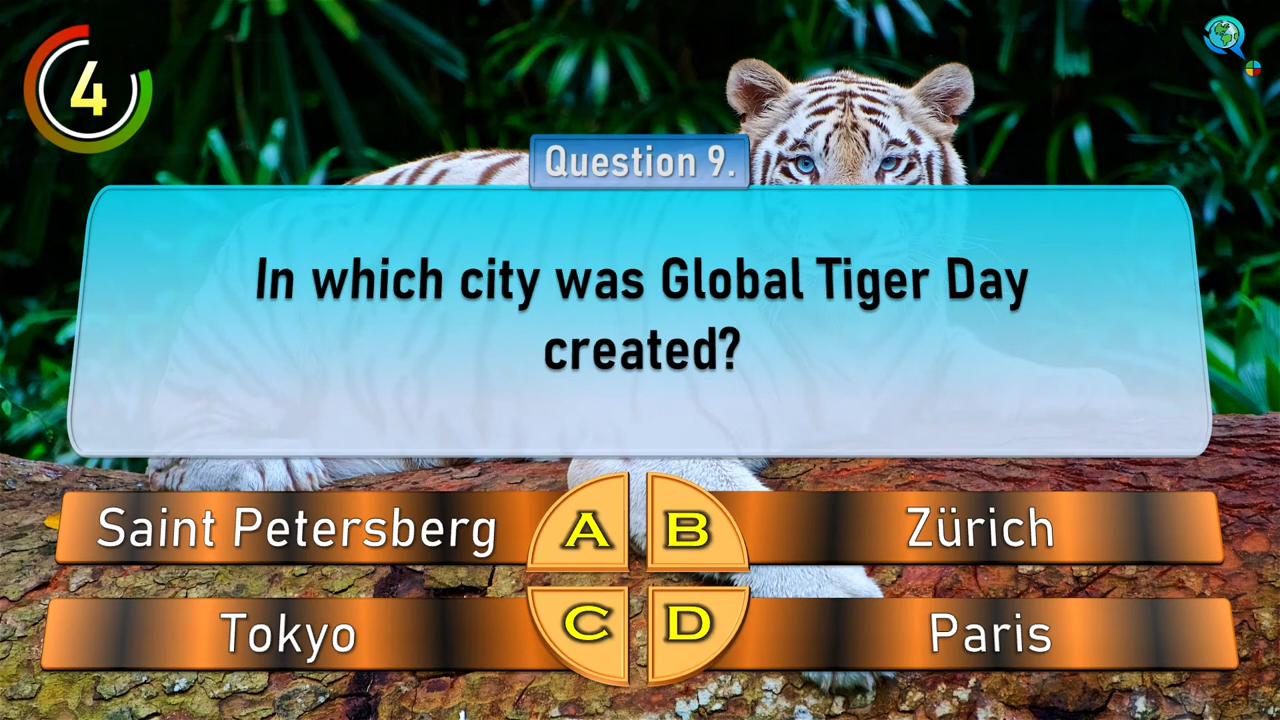 4
Question 9.
In which city was Global Tiger Day
created?
Saint Petersberg
A
B
Zürich
Tokyo
C
D
Paris